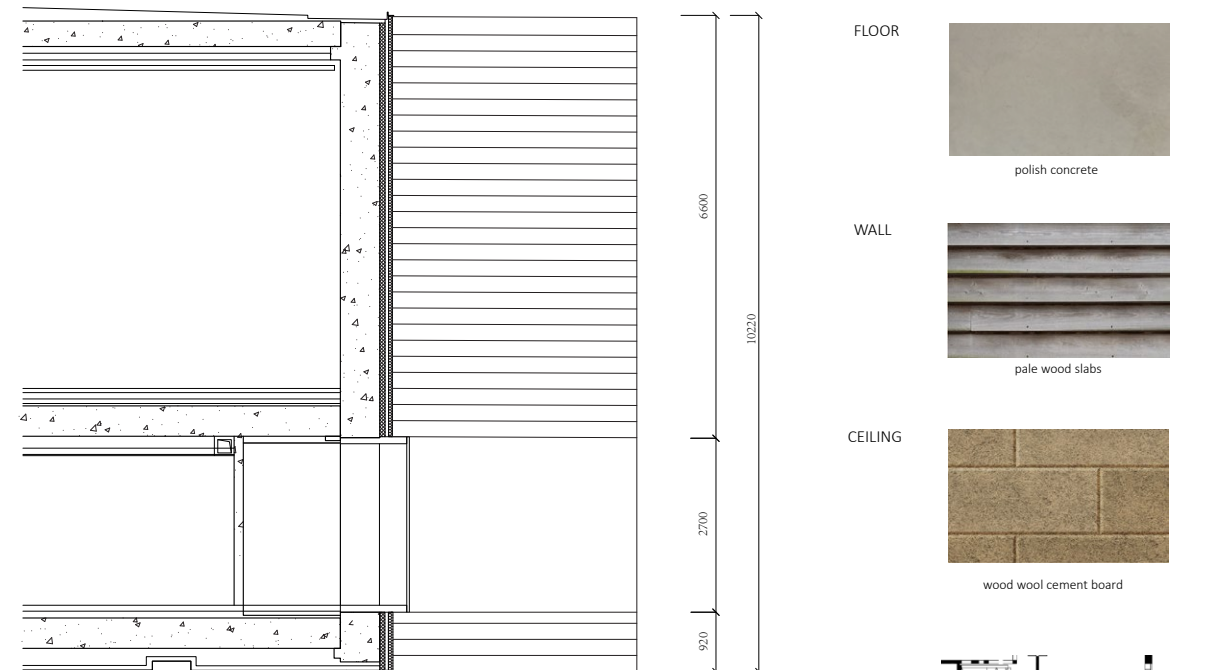 6600
10220
2700
920
FLOOR
polish concrete
WALL
pale wood slabs
CEILING
wood wool cement board